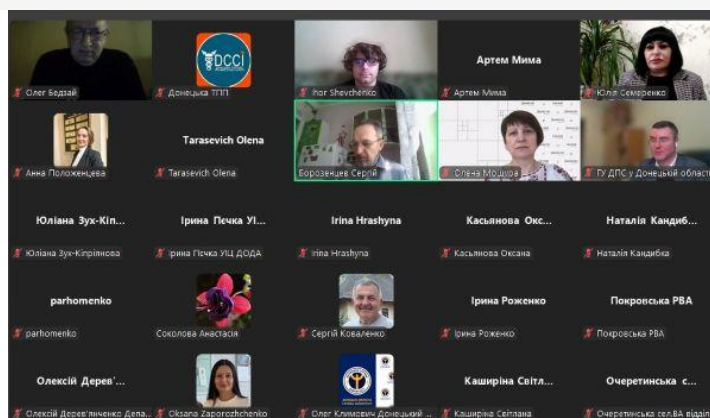 Олег Бедзай
DCCI
Донецька ТПП
Ihor Shevchenko
Артем Мима
Артем Мима
Юлія Семеренко
Анна Положенцева
Tarasevich Olena
Tarasevich Olena
Борозенцев Сергій
Олена Мошура
ГУ ДПС у Донецькій област
Юліана Зух-Кіп...
Юліана Зух-Кіпріянова
Ірина Пєчка УІ...
Ірина Пєчка УІЦ ДОДА
Irina Hrashyna
Irina Hrashyna
Касьянова Окс...
Касьянова Оксана
Наталія Кандиб...
Наталія Кандибка
parhomenko
parhomenko
Соколова Анастасія
Сергій Коваленко
Ірина Роженко
Ірина Роженко
Покровська РВА
Покровська РВА
Олексій Дерев'...
Олексій Дерев'янченко Депа...
Oksana Zaporozhchenko
Олег Климович Донецький ...
Каширіна Світл...
Каширіна Світлана
Очеретинська с...
Очеретинська сел.ВА відділ